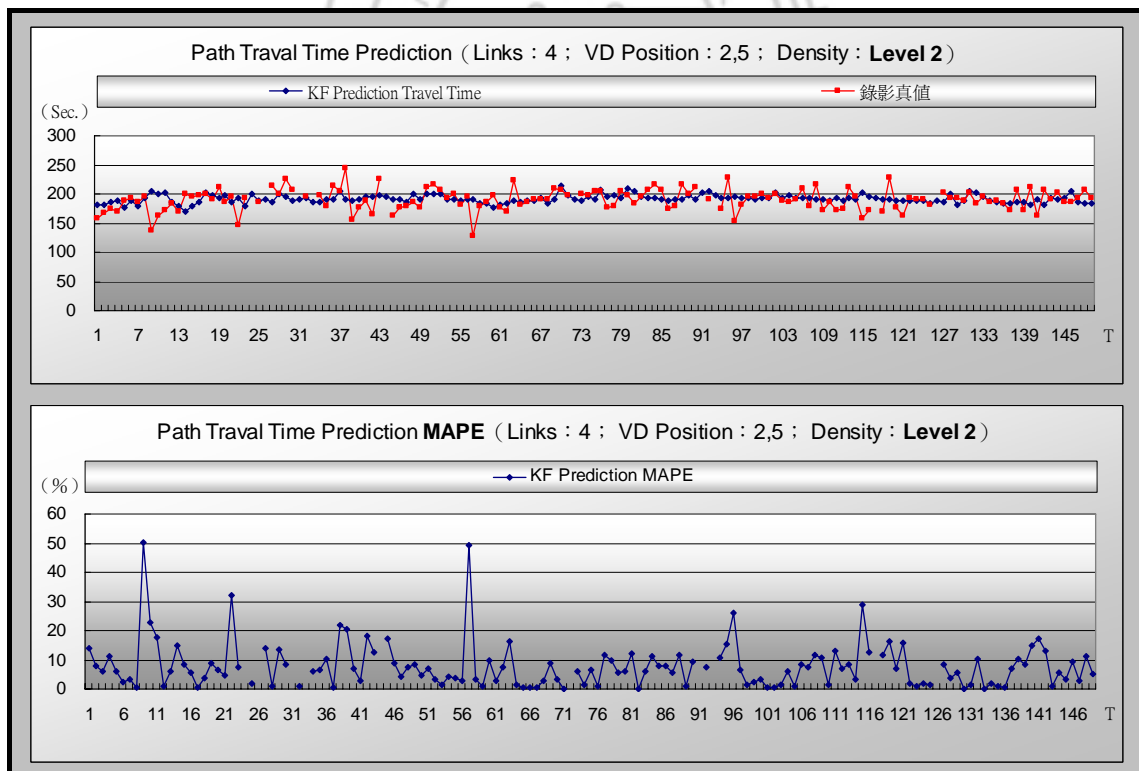 Path Traval Time Prediction（Links：4； VD Position：2,5； Density：Level 2）
KF Prediction Travel Time 錄影真值
（Sec.）
300
250
200
150
100
50
0
1 7 13 19 25 31 37 43 49 55 61 67 73 79 85 91 97 103 109 115 121 127 133 139 145 T
Path Traval Time Prediction MAPE（Links：4； VD Position：2,5； Density：Level 2）
KF Prediction MAPE
（%）
60
50
40
30
20
10
0
1 6 11 16 21 26 31 36 41 46 51 56 61 66 71 76 81 86 91 96 101 106 111 116 121 126 131 136 141 146 T